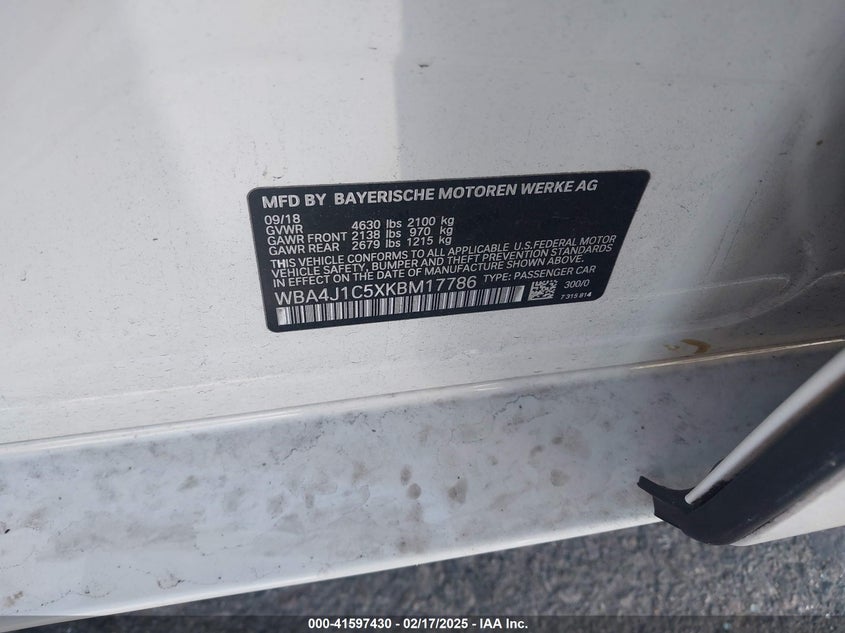 MFD BY BAYERISCHE MOTOREN WERKE AG
09/18
GVWR 4630 lbs 2100 kg
GAWR FRONT 2138 lbs 970 kg
GAWR REAR 2679 lbs 1215 kg
THIS VEHICLE CONFORMS TO ALL APPLICABLE U.S.FEDERAL MOTOR
VEHICLE SAFETY, BUMPER AND THEFT PREVENTION STANDARDS
IN EFFECT ON THE DATE OF MANUFACTURE SHOWN ABOVE.
WBA4J1C5XKBM17786 TYPE: PASSENGER CAR
300/0
7 315 814
000-41597430 - 02/17/2025 - IAA Inc.